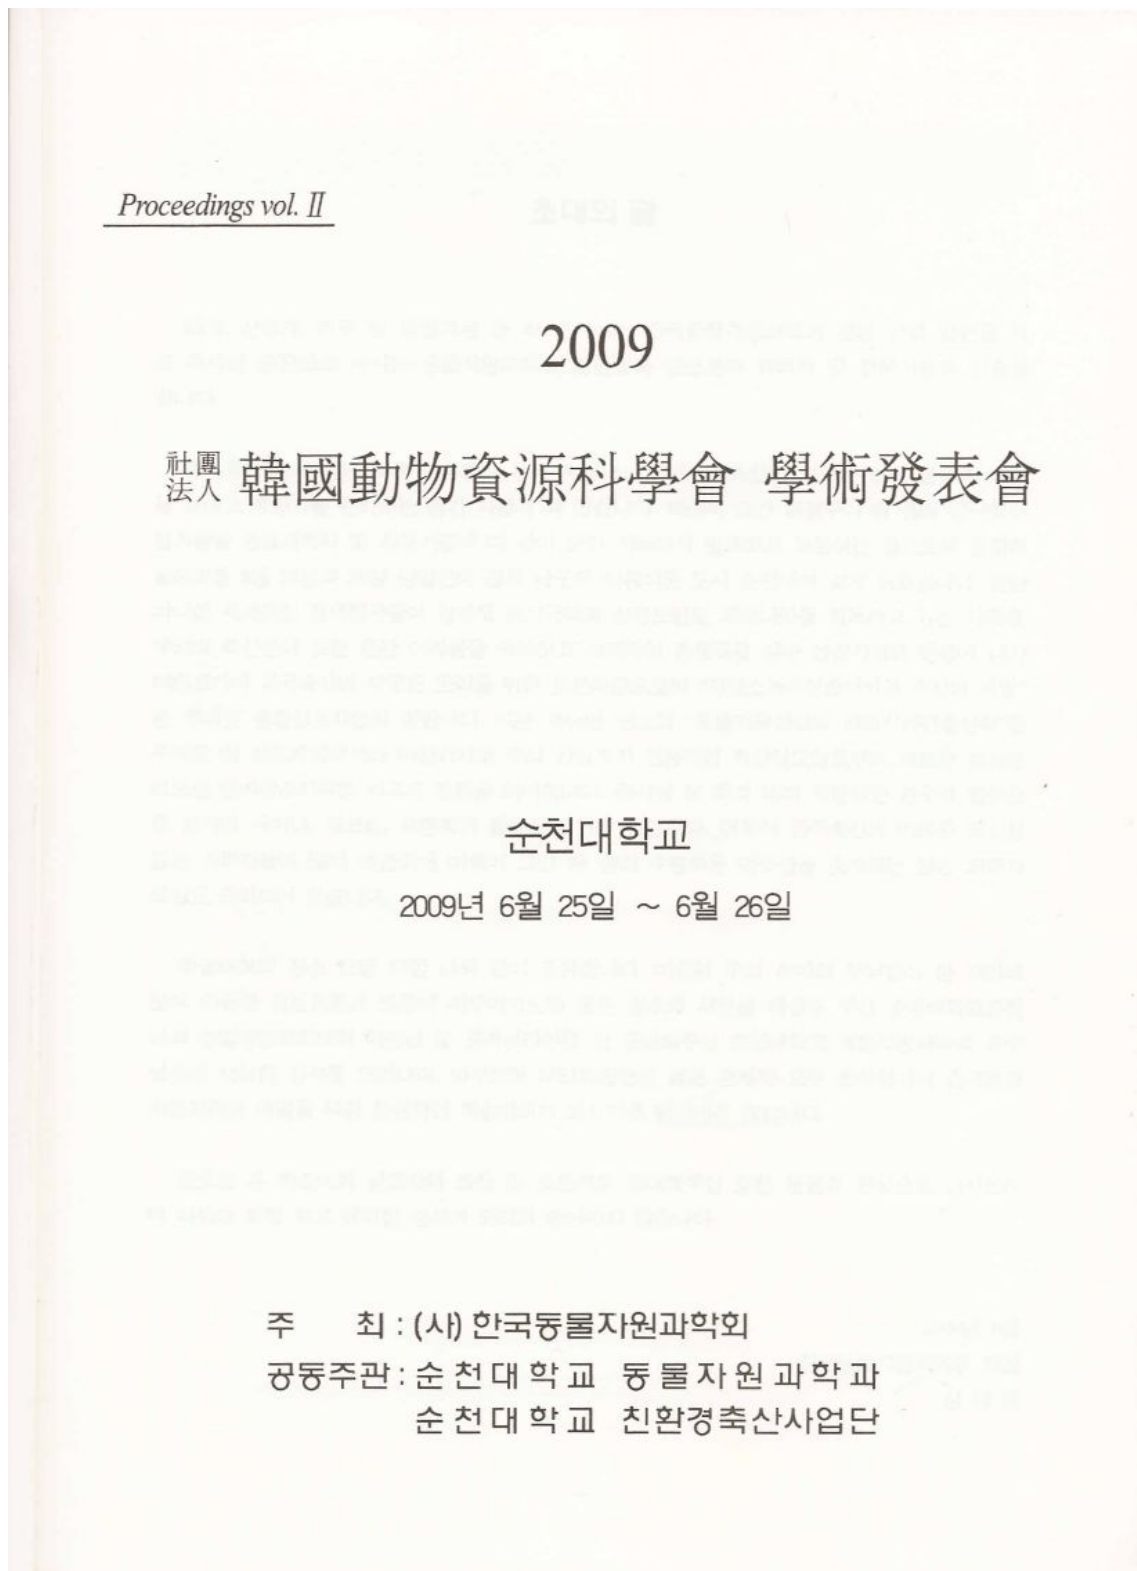 Proceedings vol. Ⅱ
2009
社團法人 韓國動物資源科學會 學術發表會
순천대학교
2009년 6월 25일 ~ 6월 26일
주 최 : (사) 한국동물자원과학회
공동주관 : 순천대학교 동물자원과학과
순천대학교 친환경축산사업단